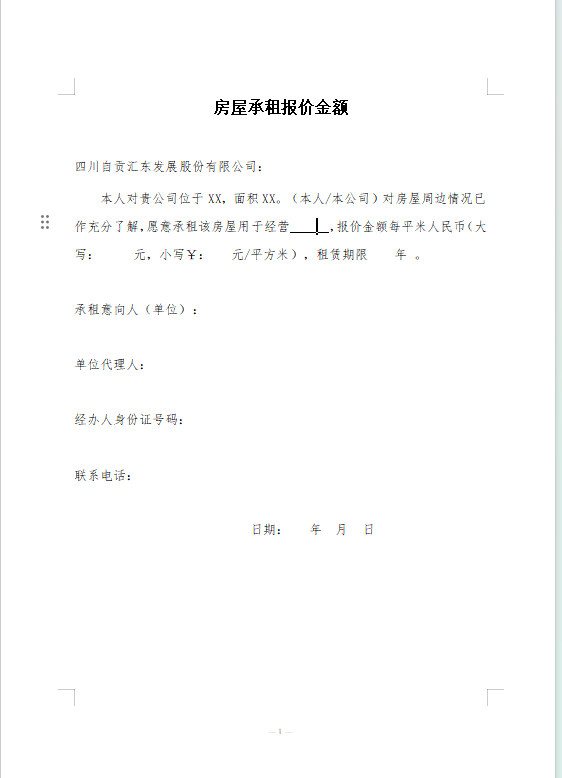 房屋承租报价金额
四川自贡汇东发展股份有限公司：
本人对贵公司位于XX，面积XX。（本人/本公司）对房屋周边情况已
作充分了解,愿意承租该房屋用于经营______,报价金额每平米人民币（大
写：　　　元，小写￥：　　元/平方米），租赁期限　　年 。
承租意向人（单位）：
单位代理人：
经办人身份证号码：
联系电话：
日期：　　年　月　日
— 1 —